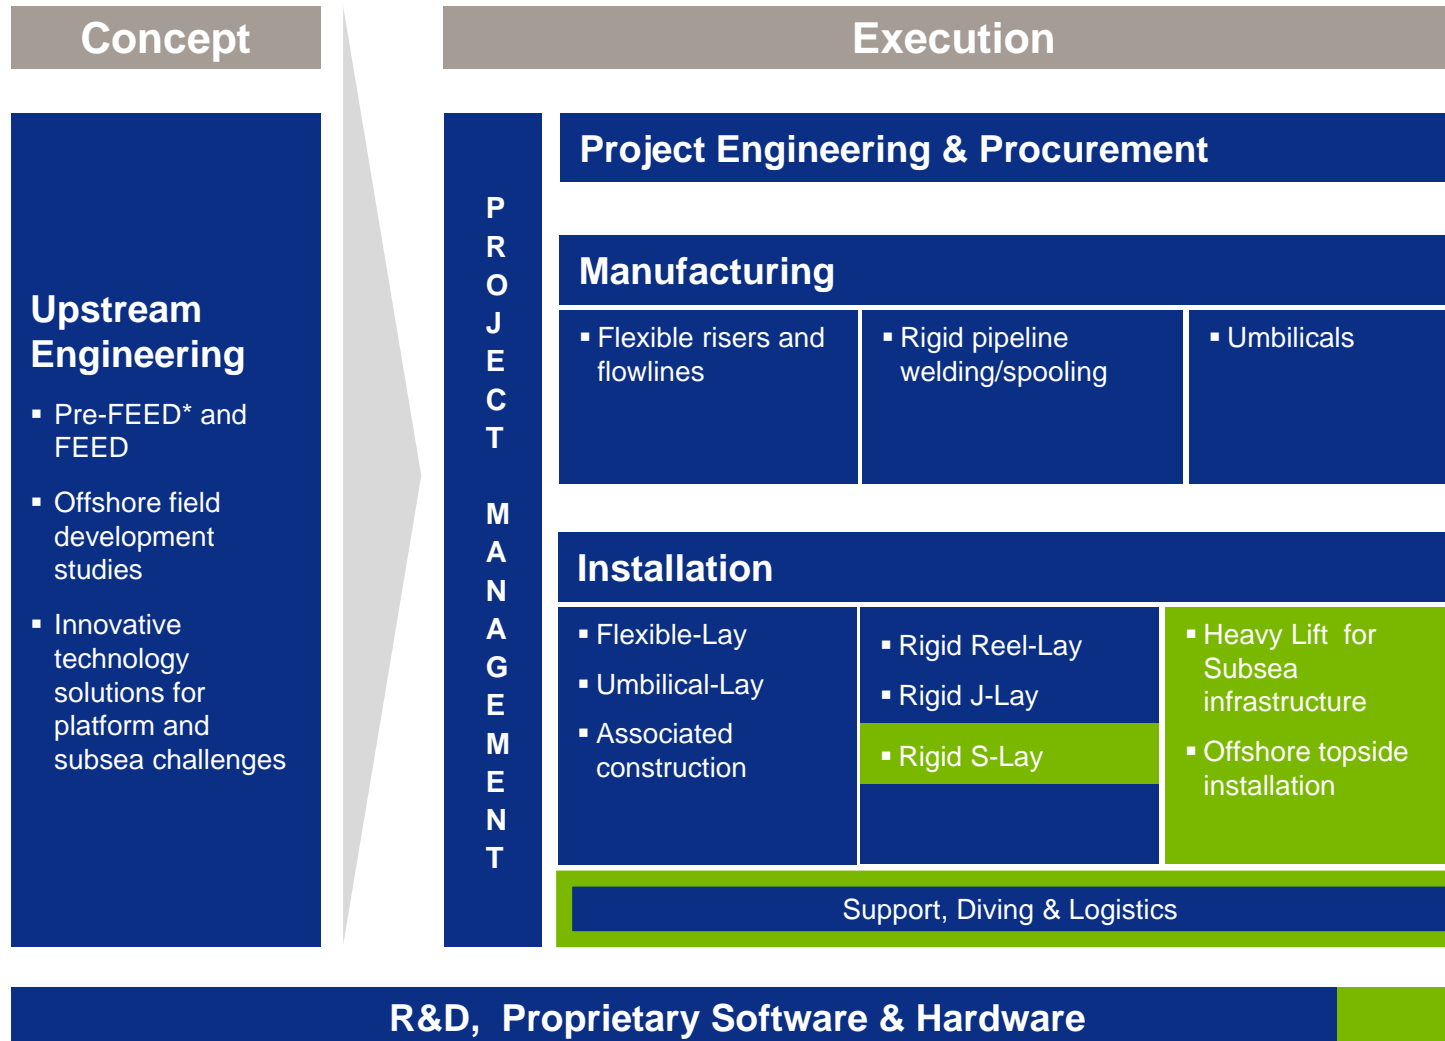 Concept
Execution
Upstream
Engineering
▪ Pre-FEED* and
FEED
▪ Offshore field
development
studies
▪ Innovative
technology
solutions for
platform and
subsea challenges
PROJECT MANAGEMENT
Project Engineering & Procurement
Manufacturing
▪ Flexible risers and
flowlines
▪ Rigid pipeline
welding/spooling
▪ Umbilicals
Installation
▪ Flexible-Lay
▪ Umbilical-Lay
▪ Associated
construction
▪ Rigid Reel-Lay
▪ Rigid J-Lay
▪ Rigid S-Lay
▪ Heavy Lift for
Subsea
infrastructure
▪ Offshore topside
installation
Support, Diving & Logistics
R&D, Proprietary Software & Hardware